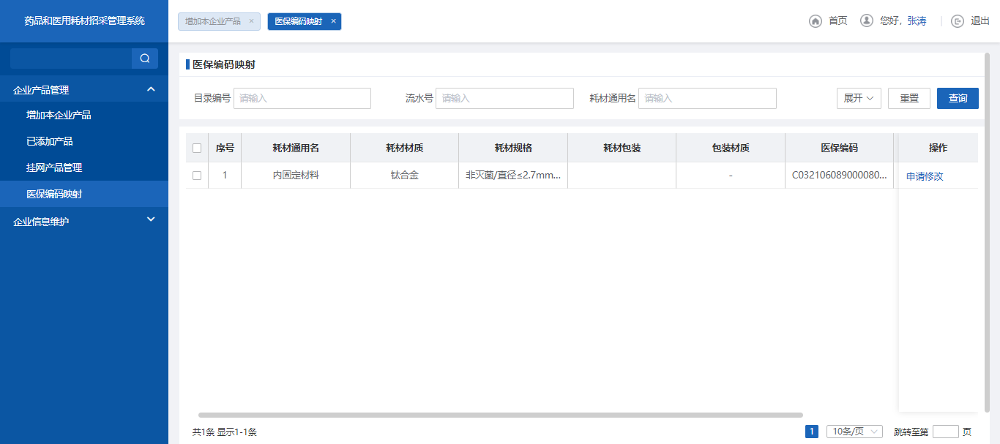 药品和医用耗材招采管理系统
增加本企业产品 ×
医保编码映射 ×
首页
您好，张涛
退出
企业产品管理
增加本企业产品
已添加产品
挂网产品管理
医保编码映射
企业信息维护
医保编码映射
目录编号 请输入
流水号 请输入
耗材通用名 请输入
展开
重置
查询
序号 耗材通用名 耗材材质 耗材规格 耗材包装 包装材质 医保编码 操作
1 内固定材料 钛合金 非灭菌/直径≤2.7mm... - C032106089000080... 申请修改
共1条 显示1-1条
1 10条/页 跳转至第 页